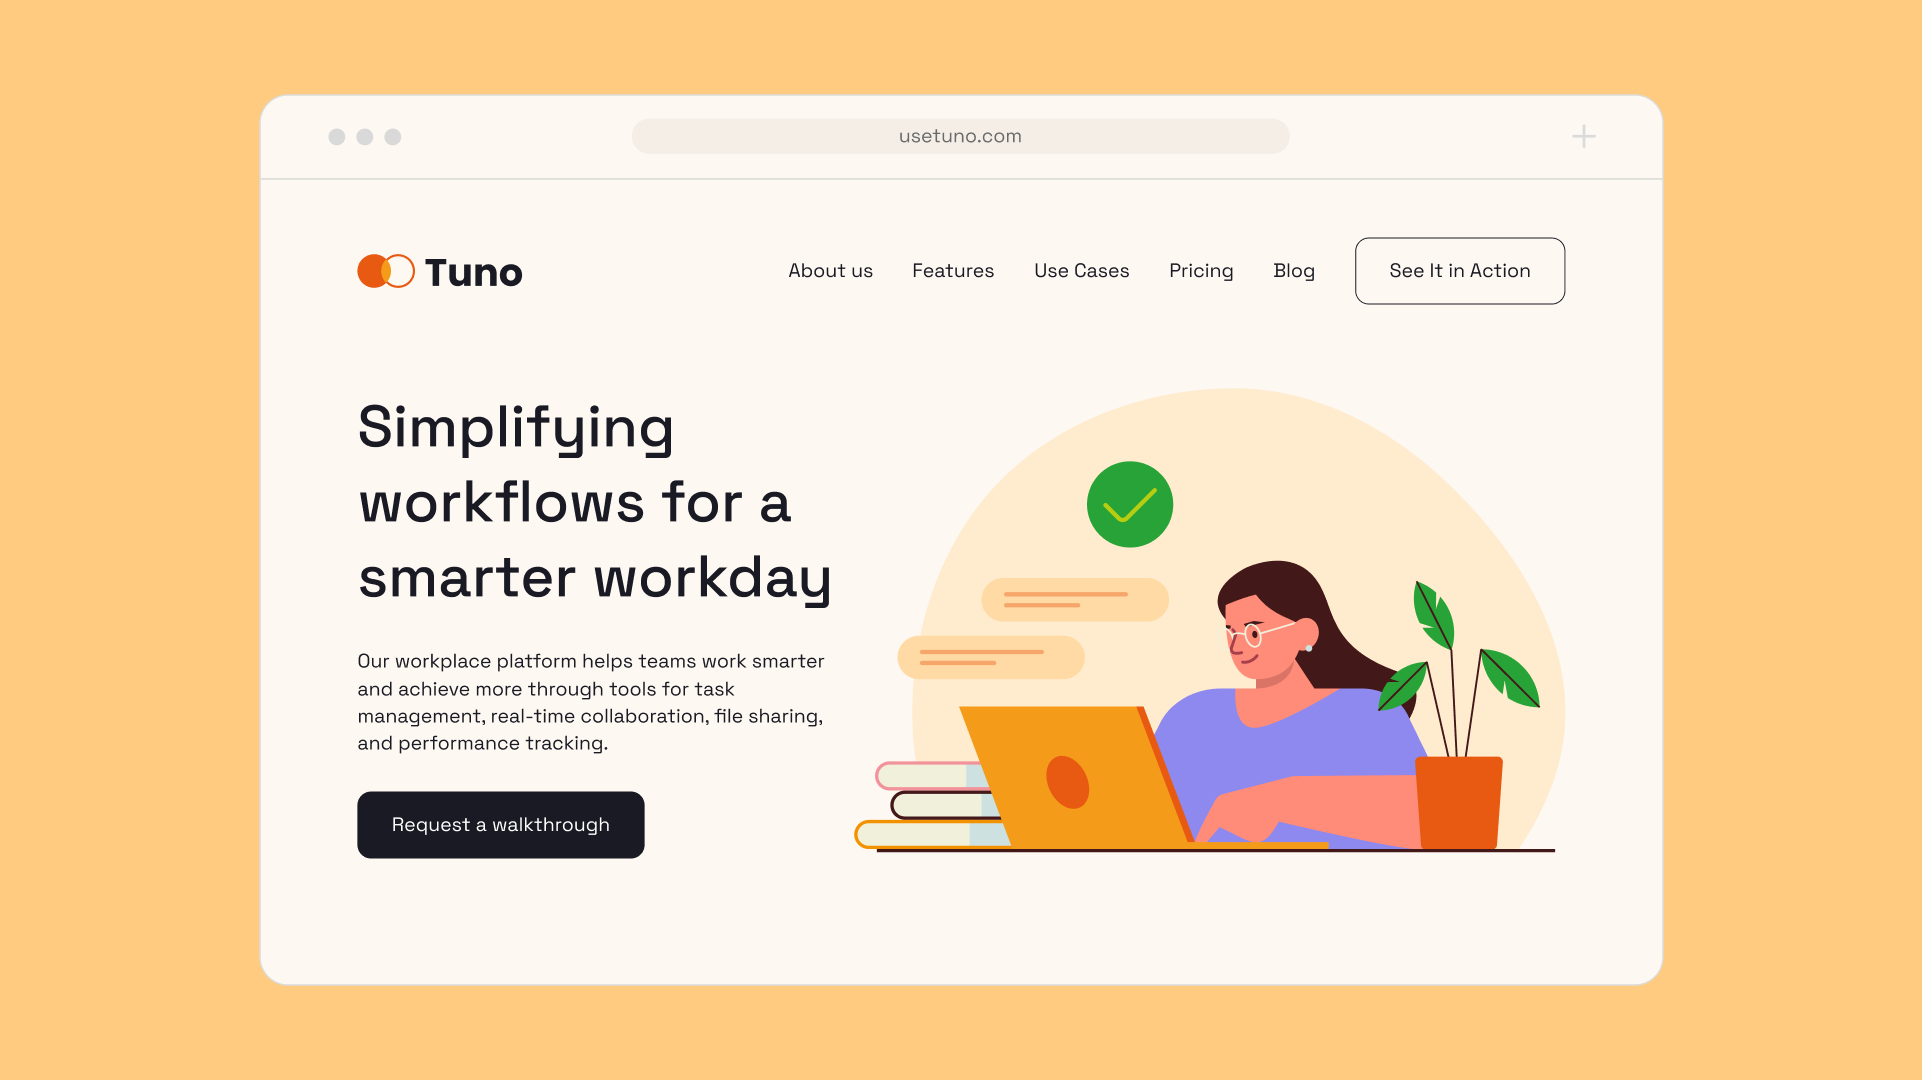 usetuno.com
Tuno
About us
Features
Use Cases
Pricing
Blog
See It in Action
Simplifying
workflows for a
smarter workday
Our workplace platform helps teams work smarter
and achieve more through tools for task
management, real-time collaboration, file sharing,
and performance tracking.
Request a walkthrough